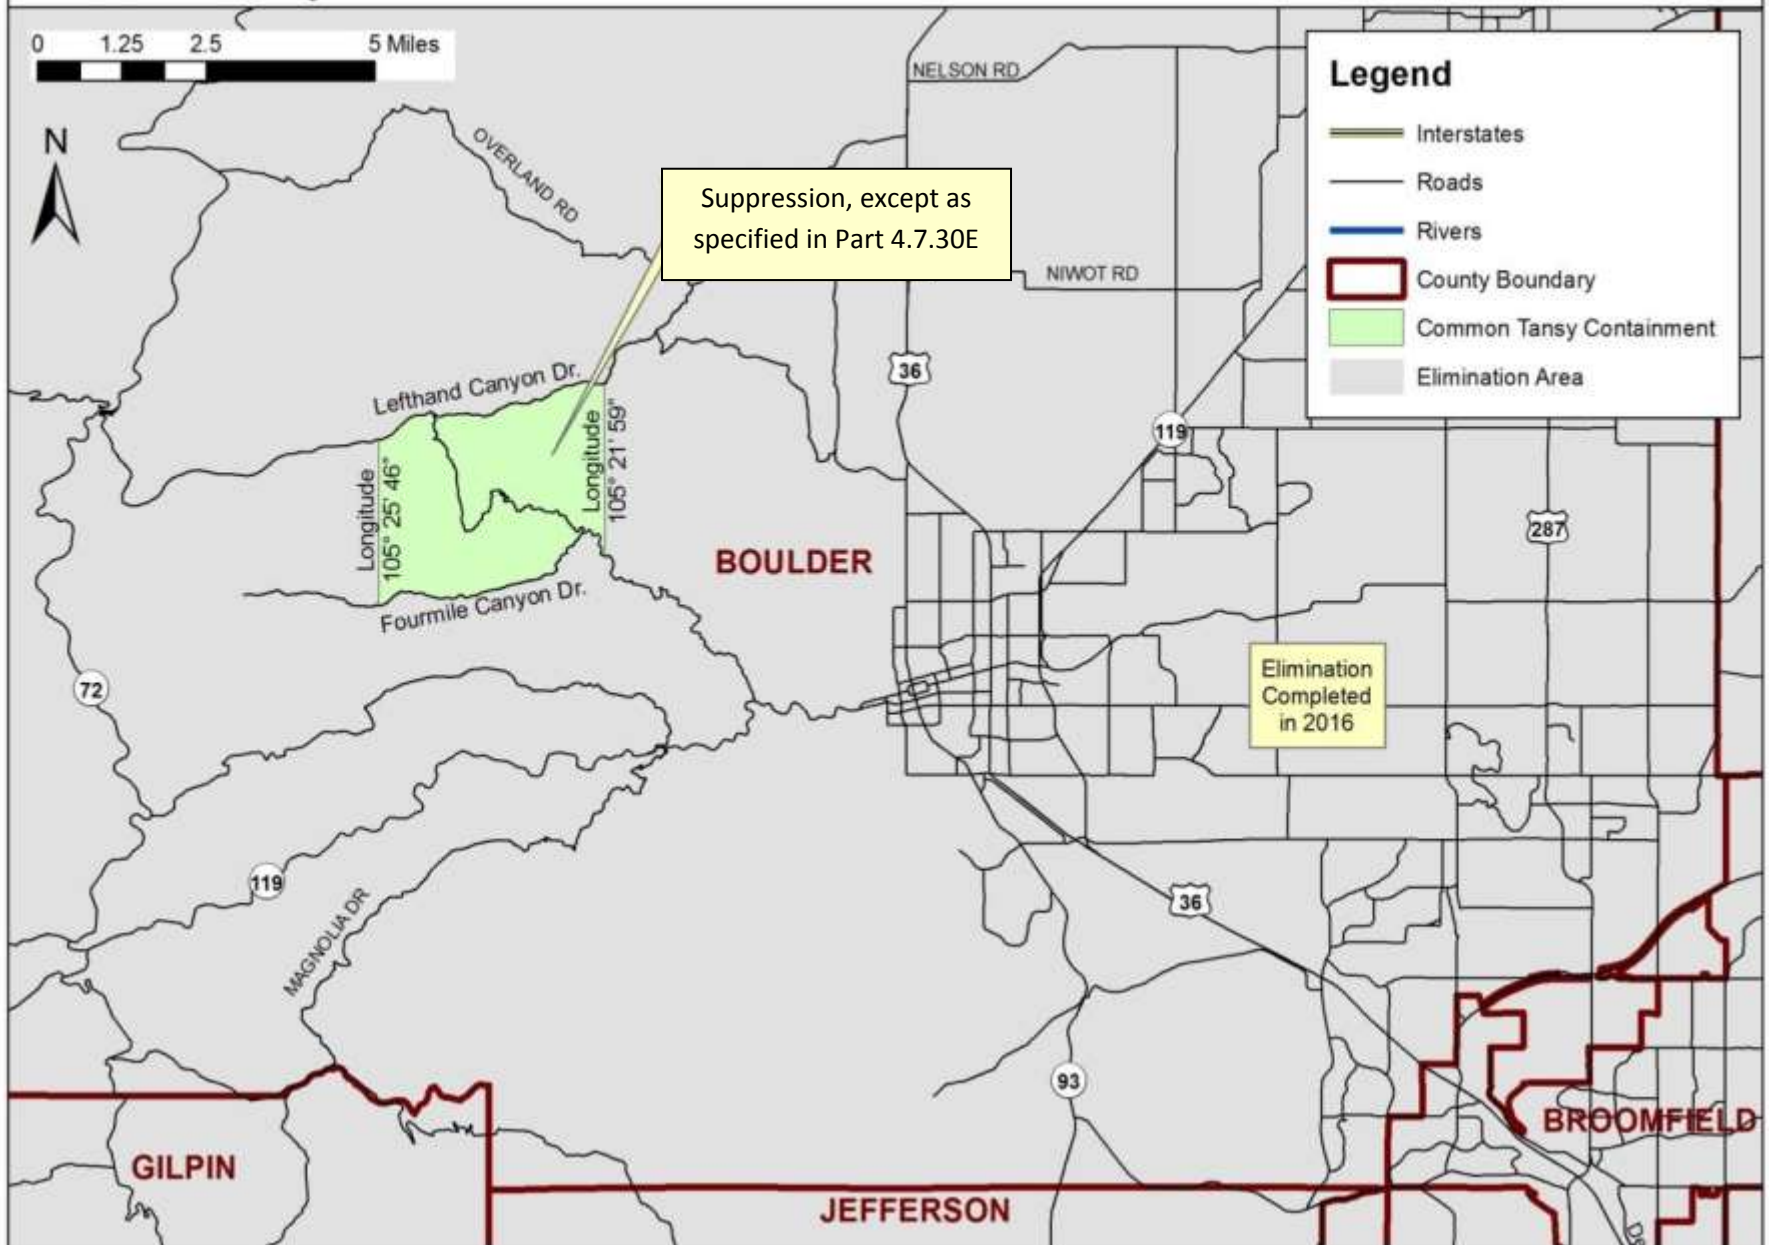 0 1.25 2.5 5 Miles
N
NELSON RD
OVERLAND RD
Suppression, except as
specified in Part 4.7.30E
NIWOT RD
Legend
Interstates
Roads
Rivers
County Boundary
Common Tansy Containment
Elimination Area
36
Lefthand Canyon Dr.
119
Longitude
105° 25' 46"
Longitude
105° 21' 59"
287
BOULDER
Fourmile Canyon Dr.
72
Elimination
Completed
in 2016
119
MAGNOLIA DR
36
93
BROOMFIELD
GILPIN
JEFFERSON